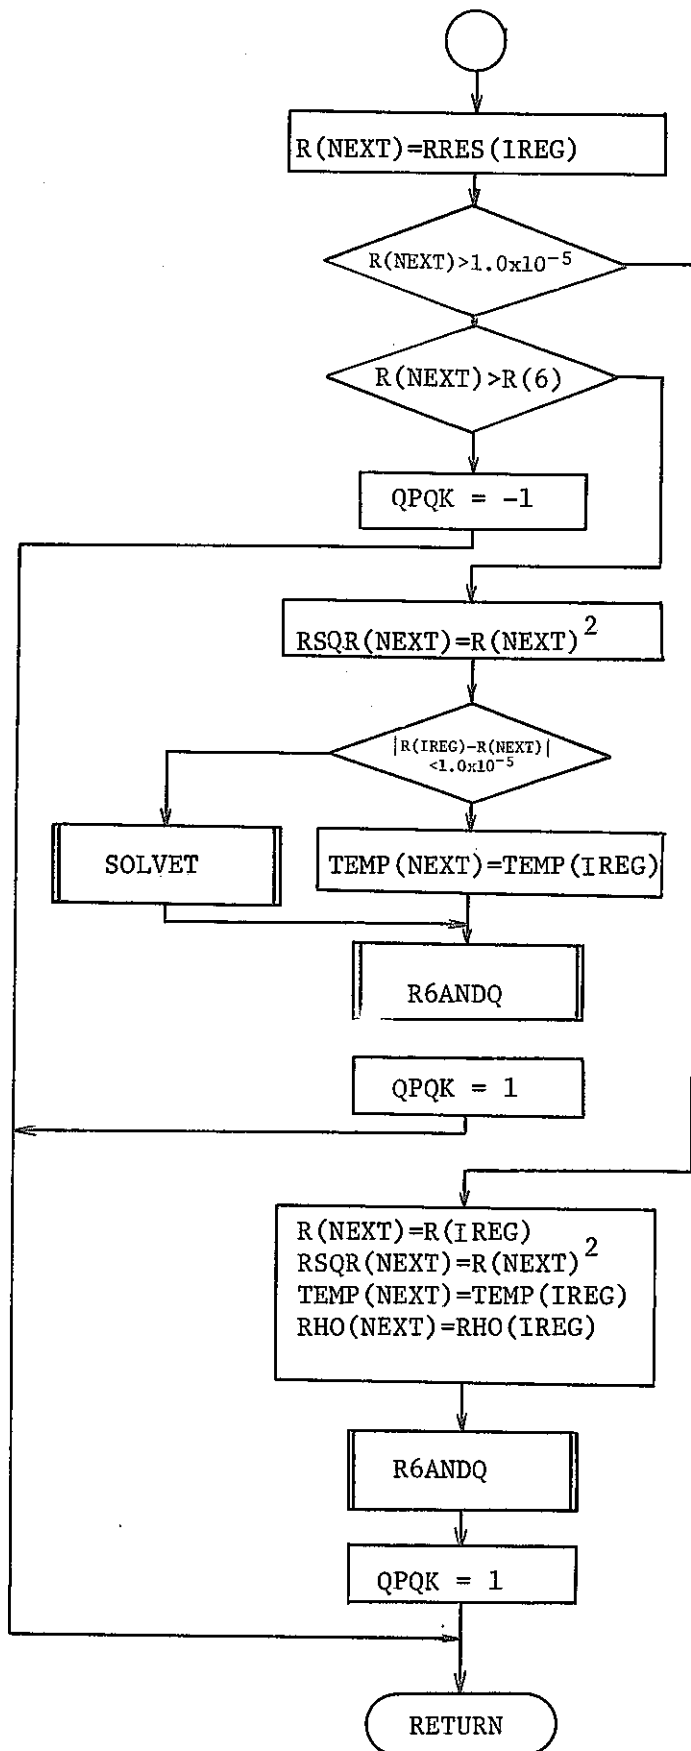 R(NEXT)=RRES(IREG)
R(NEXT)>1.0x10⁻⁵
R(NEXT)>R(6)
QPQK = -1
RSQR(NEXT)=R(NEXT)²
|R(IREG)-R(NEXT)|
<1.0x10⁻⁵
SOLVET
TEMP(NEXT)=TEMP(IREG)
R6ANDQ
QPQK = 1
R(NEXT)=R(IREG)
RSQR(NEXT)=R(NEXT)²
TEMP(NEXT)=TEMP(IREG)
RHO(NEXT)=RHO(IREG)
R6ANDQ
QPQK = 1
RETURN